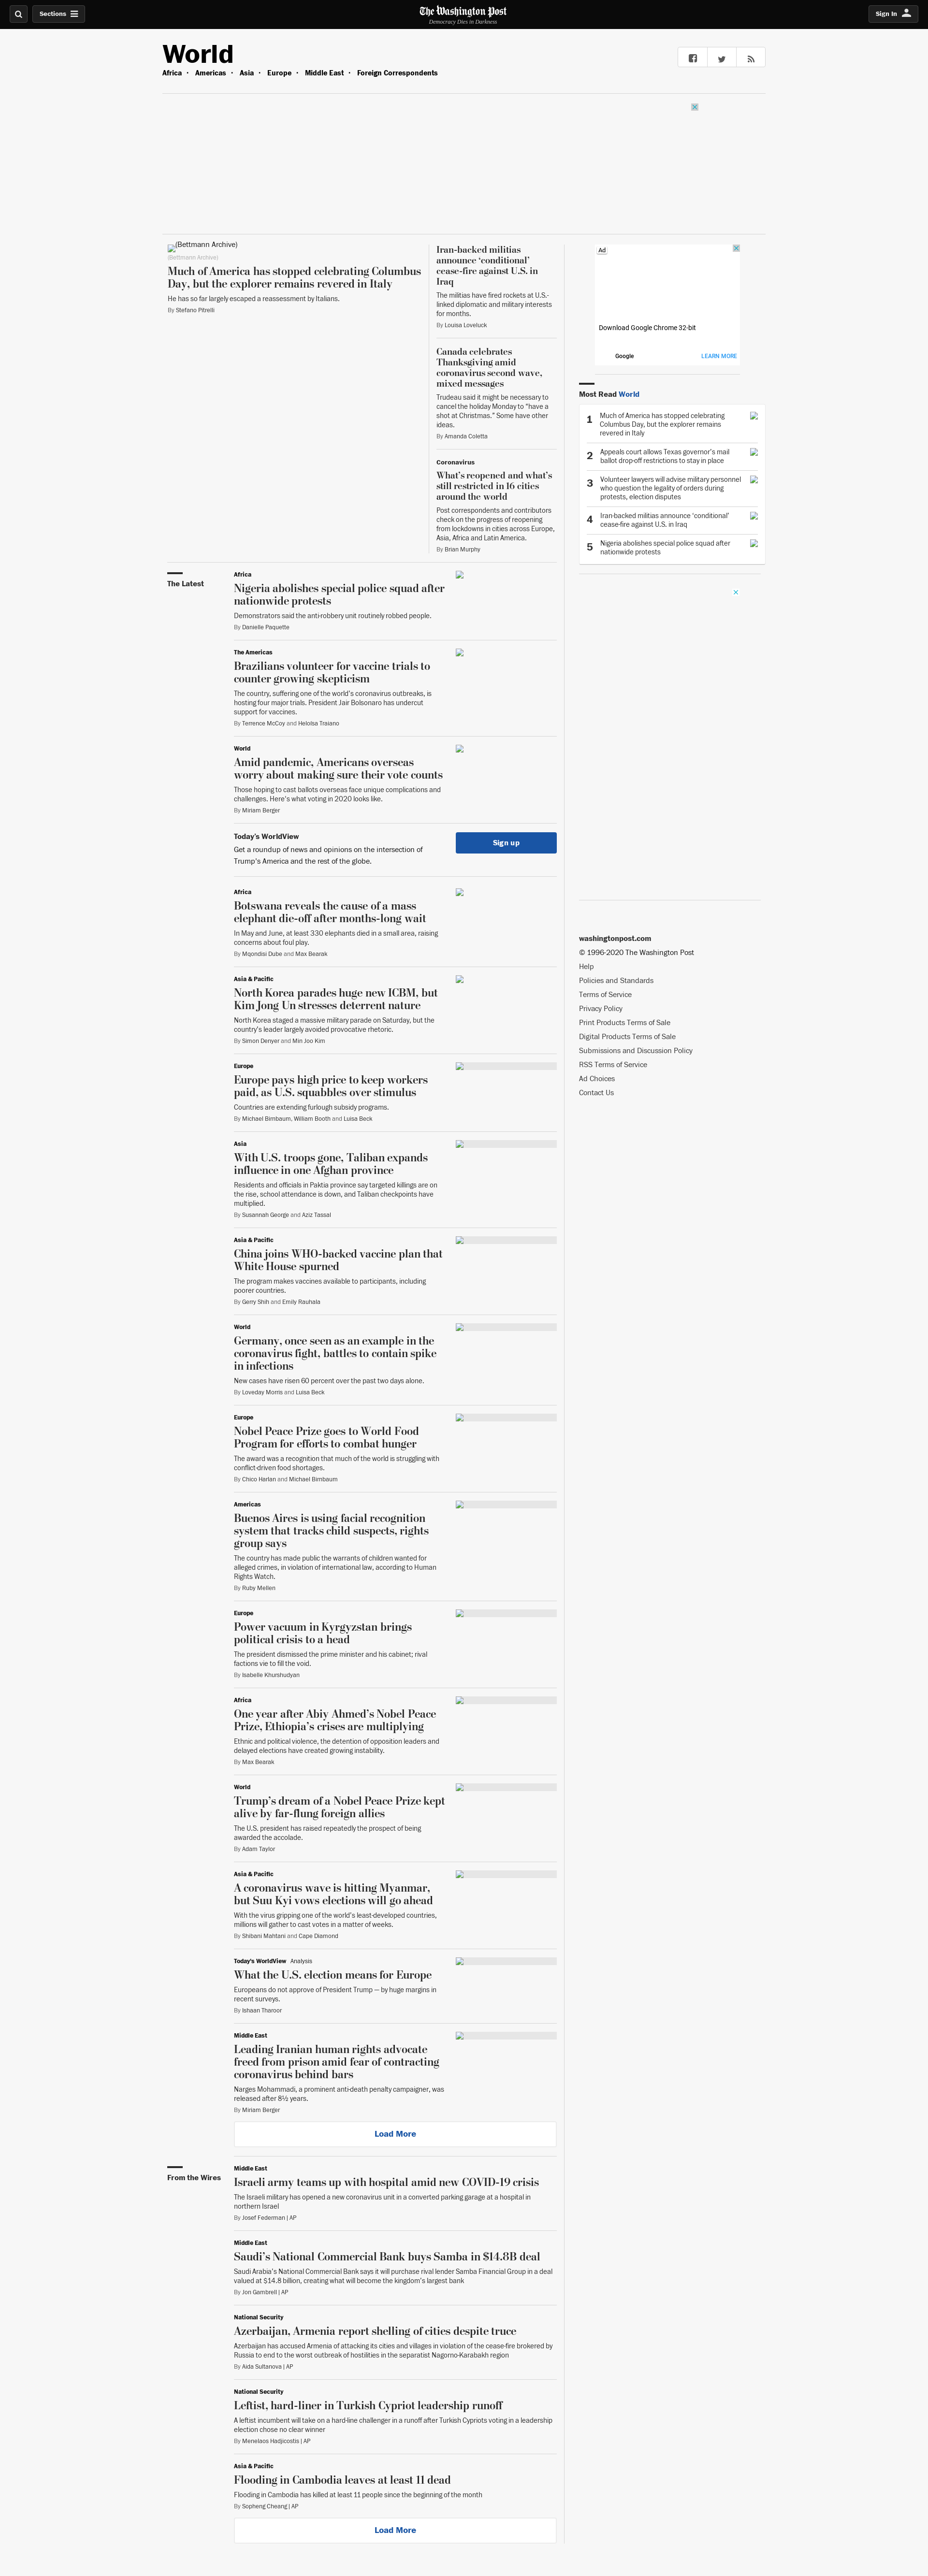 Sections
The Washington Post
Democracy Dies in Darkness
Sign In
World
Africa • Americas • Asia • Europe • Middle East • Foreign Correspondents
(Bettmann Archive)
(Bettmann Archive)
Much of America has stopped celebrating Columbus
Day, but the explorer remains revered in Italy
He has so far largely escaped a reassessment by Italians.
By Stefano Pitrelli
Iran-backed militias
announce ‘conditional’
cease-fire against U.S. in
Iraq
The militias have fired rockets at U.S.-
linked diplomatic and military interests
for months.
By Louisa Loveluck
Canada celebrates
Thanksgiving amid
coronavirus second wave,
mixed messages
Trudeau said it might be necessary to
cancel the holiday Monday to “have a
shot at Christmas.” Some have other
ideas.
By Amanda Coletta
Coronavirus
What’s reopened and what’s
still restricted in 16 cities
around the world
Post correspondents and contributors
check on the progress of reopening
from lockdowns in cities across Europe,
Asia, Africa and Latin America.
By Brian Murphy
Ad
Download Google Chrome 32-bit
Google
LEARN MORE
Most Read World
1
Much of America has stopped celebrating
Columbus Day, but the explorer remains
revered in Italy
2
Appeals court allows Texas governor’s mail
ballot drop-off restrictions to stay in place
3
Volunteer lawyers will advise military personnel
who question the legality of orders during
protests, election disputes
4
Iran-backed militias announce ‘conditional’
cease-fire against U.S. in Iraq
5
Nigeria abolishes special police squad after
nationwide protests
The Latest
Africa
Nigeria abolishes special police squad after
nationwide protests
Demonstrators said the anti-robbery unit routinely robbed people.
By Danielle Paquette
The Americas
Brazilians volunteer for vaccine trials to
counter growing skepticism
The country, suffering one of the world’s coronavirus outbreaks, is
hosting four major trials. President Jair Bolsonaro has undercut
support for vaccines.
By Terrence McCoy and Heloísa Traiano
World
Amid pandemic, Americans overseas
worry about making sure their vote counts
Those hoping to cast ballots overseas face unique complications and
challenges. Here’s what voting in 2020 looks like.
By Miriam Berger
Today’s WorldView
Get a roundup of news and opinions on the intersection of
Trump’s America and the rest of the globe.
Sign up
Africa
Botswana reveals the cause of a mass
elephant die-off after months-long wait
In May and June, at least 330 elephants died in a small area, raising
concerns about foul play.
By Mqondisi Dube and Max Bearak
Asia & Pacific
North Korea parades huge new ICBM, but
Kim Jong Un stresses deterrent nature
North Korea staged a massive military parade on Saturday, but the
country’s leader largely avoided provocative rhetoric.
By Simon Denyer and Min Joo Kim
Europe
Europe pays high price to keep workers
paid, as U.S. squabbles over stimulus
Countries are extending furlough subsidy programs.
By Michael Birnbaum, William Booth and Luisa Beck
Asia
With U.S. troops gone, Taliban expands
influence in one Afghan province
Residents and officials in Paktia province say targeted killings are on
the rise, school attendance is down, and Taliban checkpoints have
multiplied.
By Susannah George and Aziz Tassal
Asia & Pacific
China joins WHO-backed vaccine plan that
White House spurned
The program makes vaccines available to participants, including
poorer countries.
By Gerry Shih and Emily Rauhala
World
Germany, once seen as an example in the
coronavirus fight, battles to contain spike
in infections
New cases have risen 60 percent over the past two days alone.
By Loveday Morris and Luisa Beck
Europe
Nobel Peace Prize goes to World Food
Program for efforts to combat hunger
The award was a recognition that much of the world is struggling with
conflict-driven food shortages.
By Chico Harlan and Michael Birnbaum
Americas
Buenos Aires is using facial recognition
system that tracks child suspects, rights
group says
The country has made public the warrants of children wanted for
alleged crimes, in violation of international law, according to Human
Rights Watch.
By Ruby Mellen
Europe
Power vacuum in Kyrgyzstan brings
political crisis to a head
The president dismissed the prime minister and his cabinet; rival
factions vie to fill the void.
By Isabelle Khurshudyan
Africa
One year after Abiy Ahmed’s Nobel Peace
Prize, Ethiopia’s crises are multiplying
Ethnic and political violence, the detention of opposition leaders and
delayed elections have created growing instability.
By Max Bearak
World
Trump’s dream of a Nobel Peace Prize kept
alive by far-flung foreign allies
The U.S. president has raised repeatedly the prospect of being
awarded the accolade.
By Adam Taylor
Asia & Pacific
A coronavirus wave is hitting Myanmar,
but Suu Kyi vows elections will go ahead
With the virus gripping one of the world’s least-developed countries,
millions will gather to cast votes in a matter of weeks.
By Shibani Mahtani and Cape Diamond
Today’s WorldView Analysis
What the U.S. election means for Europe
Europeans do not approve of President Trump — by huge margins in
recent surveys.
By Ishaan Tharoor
Middle East
Leading Iranian human rights advocate
freed from prison amid fear of contracting
coronavirus behind bars
Narges Mohammadi, a prominent anti-death penalty campaigner, was
released after 8½ years.
By Miriam Berger
Load More
From the Wires
Middle East
Israeli army teams up with hospital amid new COVID-19 crisis
The Israeli military has opened a new coronavirus unit in a converted parking garage at a hospital in
northern Israel
By Josef Federman | AP
Middle East
Saudi’s National Commercial Bank buys Samba in $14.8B deal
Saudi Arabia’s National Commercial Bank says it will purchase rival lender Samba Financial Group in a deal
valued at $14.8 billion, creating what will become the kingdom’s largest bank
By Jon Gambrell | AP
National Security
Azerbaijan, Armenia report shelling of cities despite truce
Azerbaijan has accused Armenia of attacking its cities and villages in violation of the cease-fire brokered by
Russia to end to the worst outbreak of hostilities in the separatist Nagorno-Karabakh region
By Aida Sultanova | AP
National Security
Leftist, hard-liner in Turkish Cypriot leadership runoff
A leftist incumbent will take on a hard-line challenger in a runoff after Turkish Cypriots voting in a leadership
election chose no clear winner
By Menelaos Hadjicostis | AP
Asia & Pacific
Flooding in Cambodia leaves at least 11 dead
Flooding in Cambodia has killed at least 11 people since the beginning of the month
By Sopheng Cheang | AP
Load More
washingtonpost.com
© 1996-2020 The Washington Post
Help
Policies and Standards
Terms of Service
Privacy Policy
Print Products Terms of Sale
Digital Products Terms of Sale
Submissions and Discussion Policy
RSS Terms of Service
Ad Choices
Contact Us